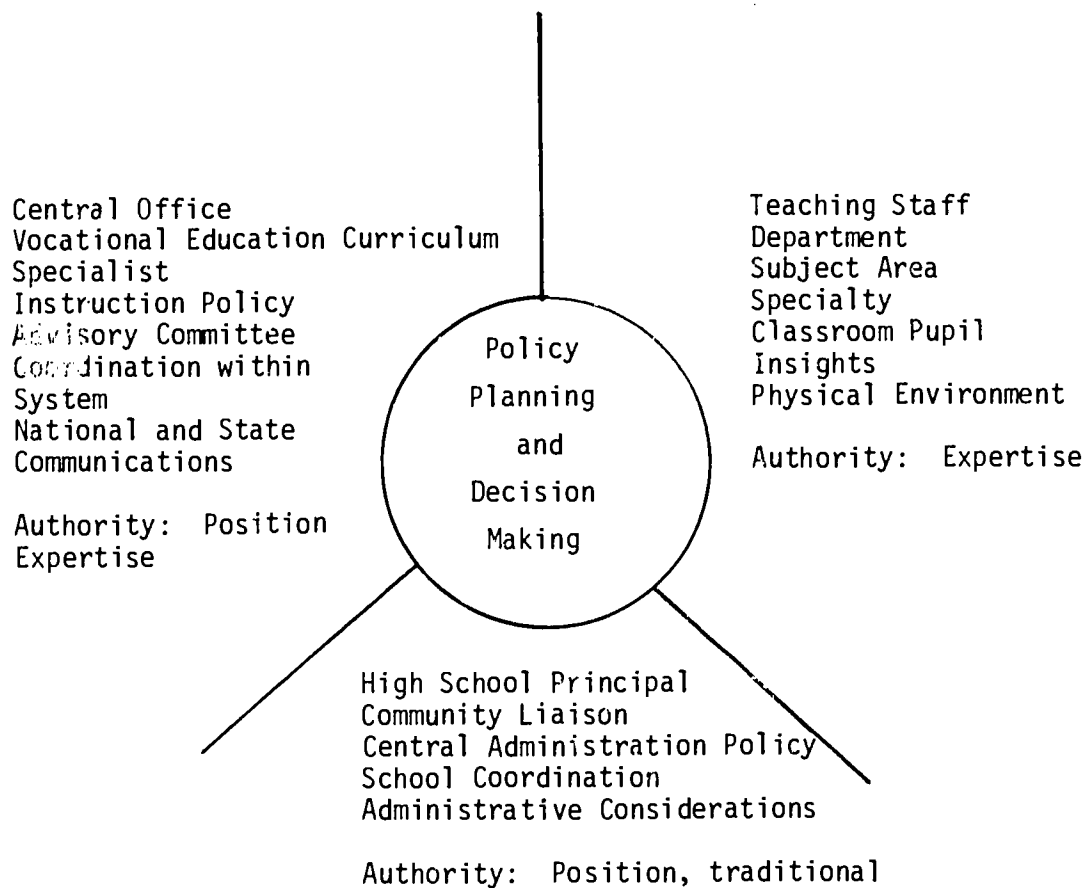 Central Office
Vocational Education Curriculum
Specialist
Instruction Policy
Advisory Committee
Coordination within
System
National and State
Communications
Authority: Position
Expertise
Policy
Planning
and
Decision
Making
Teaching Staff
Department
Subject Area
Specialty
Classroom Pupil
Insights
Physical Environment
Authority: Expertise
High School Principal
Community Liaison
Central Administration Policy
School Coordination
Administrative Considerations
Authority: Position, traditional